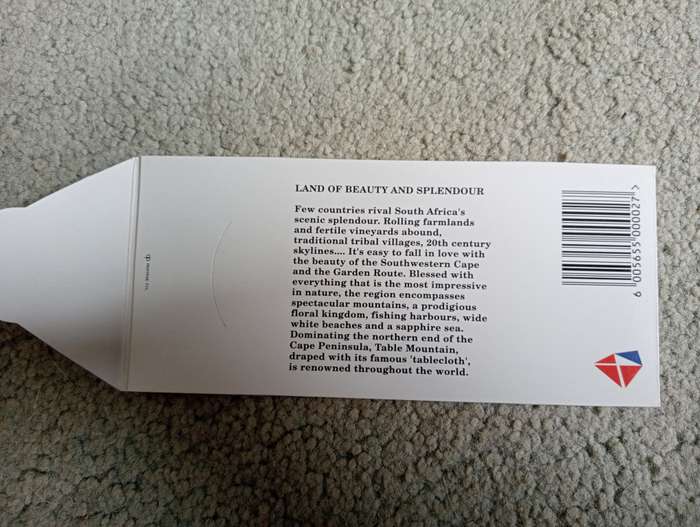 LAND OF BEAUTY AND SPLENDOUR
Few countries rival South Africa's
scenic splendour. Rolling farmlands
and fertile vineyards abound,
traditional tribal villages, 20th century
skylines.... It's easy to fall in love with
the beauty of the Southwestern Cape
and the Garden Route. Blessed with
everything that is the most impressive
in nature, the region encompasses
spectacular mountains, a prodigious
floral kingdom, fishing harbours, wide
white beaches and a sapphire sea.
Dominating the northern end of the
Cape Peninsula, Table Mountain,
draped with its famous 'tablecloth',
is renowned throughout the world.
6 005655 000027 >